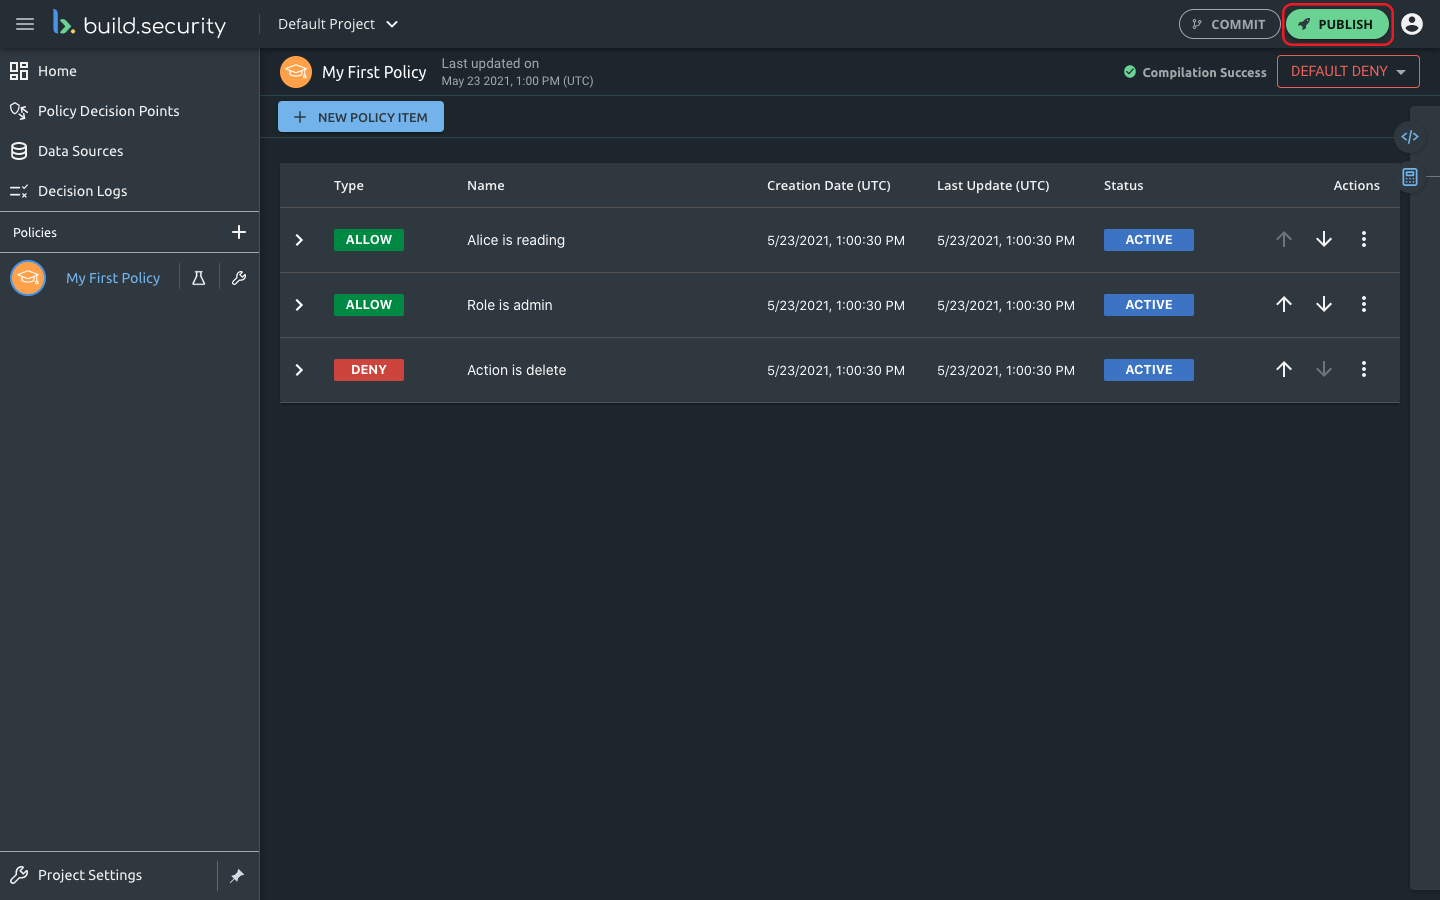 build.security
Default Project
COMMIT
PUBLISH
Home
Policy Decision Points
Data Sources
Decision Logs
Policies
My First Policy
Project Settings
My First Policy
Last updated on
May 23 2021, 1:00 PM (UTC)
Compilation Success
DEFAULT DENY
NEW POLICY ITEM
Type Name Creation Date (UTC) Last Update (UTC) Status Actions
ALLOW Alice is reading 5/23/2021, 1:00:30 PM 5/23/2021, 1:00:30 PM ACTIVE
ALLOW Role is admin 5/23/2021, 1:00:30 PM 5/23/2021, 1:00:30 PM ACTIVE
DENY Action is delete 5/23/2021, 1:00:30 PM 5/23/2021, 1:00:30 PM ACTIVE